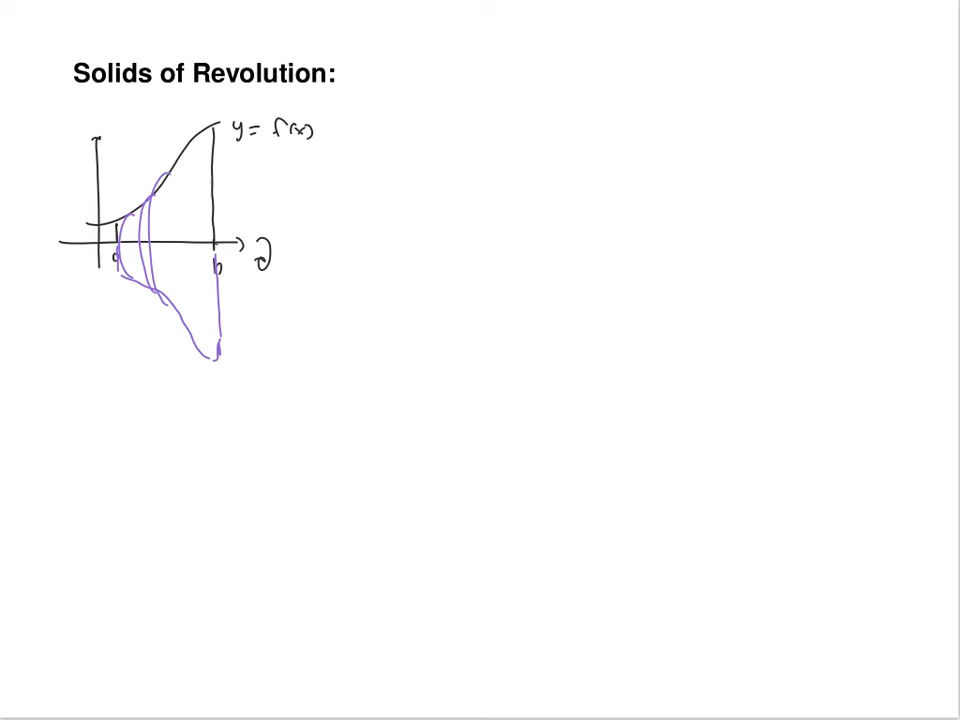 Solids of Revolution:
y = f(x)
a b